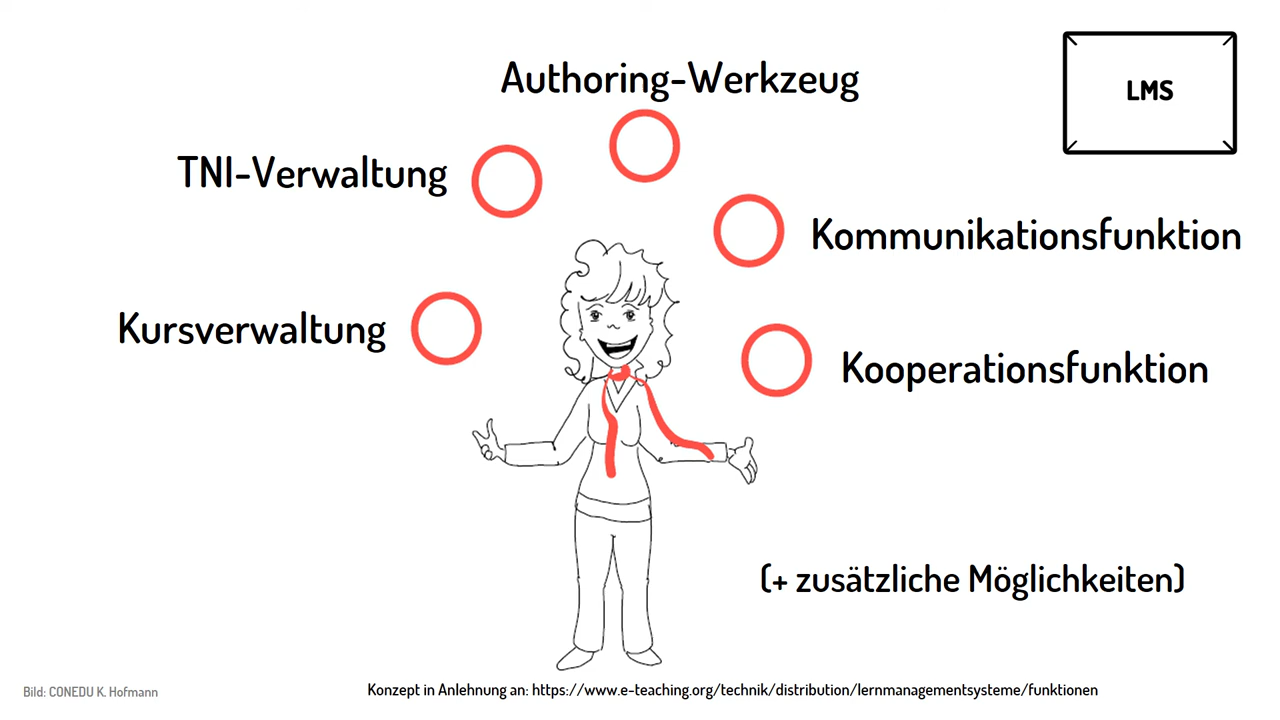 LMS
Authoring-Werkzeug
TNI-Verwaltung
Kommunikationsfunktion
Kursverwaltung
Kooperationsfunktion
(+ zusätzliche Möglichkeiten)
Bild: CONEDU K. Hofmann
Konzept in Anlehnung an: https://www.e-teaching.org/technik/distribution/lernmanagementsysteme/funktionen